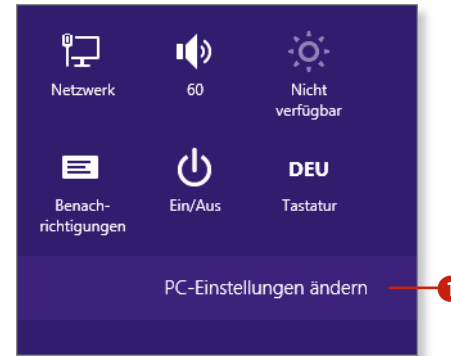 Netzwerk
60
Nicht
verfügbar
DEU
Benach-
richtigungen
Ein/Aus
Tastatur
PC-Einstellungen ändern
1